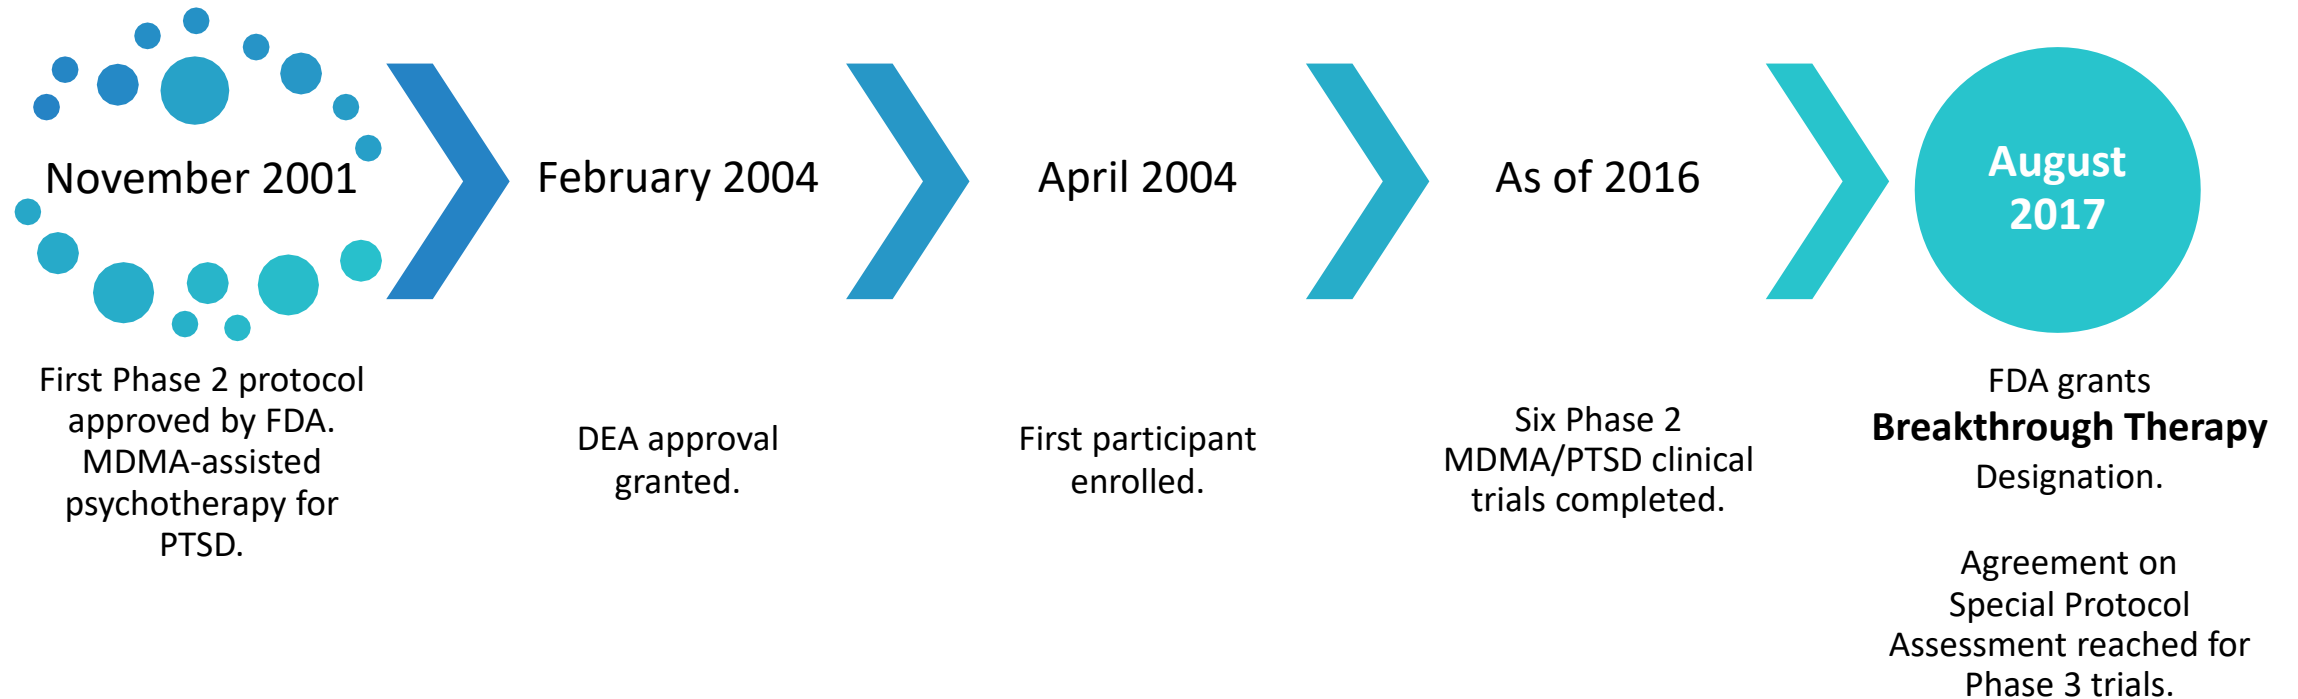 November 2001
First Phase 2 protocol
approved by FDA.
MDMA-assisted
psychotherapy for
PTSD.
February 2004
DEA approval
granted.
April 2004
First participant
enrolled.
As of 2016
Six Phase 2
MDMA/PTSD clinical
trials completed.
August
2017
FDA grants
Breakthrough Therapy
Designation.
Agreement on
Special Protocol
Assessment reached for
Phase 3 trials.